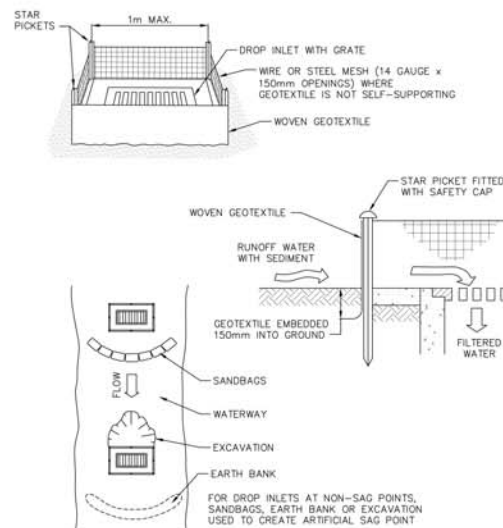 STAR
PICKETS
1m MAX.
DROP INLET WITH GRATE
WIRE OR STEEL MESH (14 GAUGE x
150mm OPENINGS) WHERE
GEOTEXTILE IS NOT SELF-SUPPORTING
WOVEN GEOTEXTILE
STAR PICKET FITTED
WITH SAFETY CAP
WOVEN GEOTEXTILE
RUNOFF WATER
WITH SEDIMENT
GEOTEXTILE EMBEDDED
150mm INTO GROUND
FILTERED
WATER
SANDBAGS
FLOW
WATERWAY
EXCAVATION
EARTH BANK
FOR DROP INLETS AT NON-SAG POINTS,
SANDBAGS, EARTH BANK OR EXCAVATION
USED TO CREATE ARTIFICIAL SAG POINT